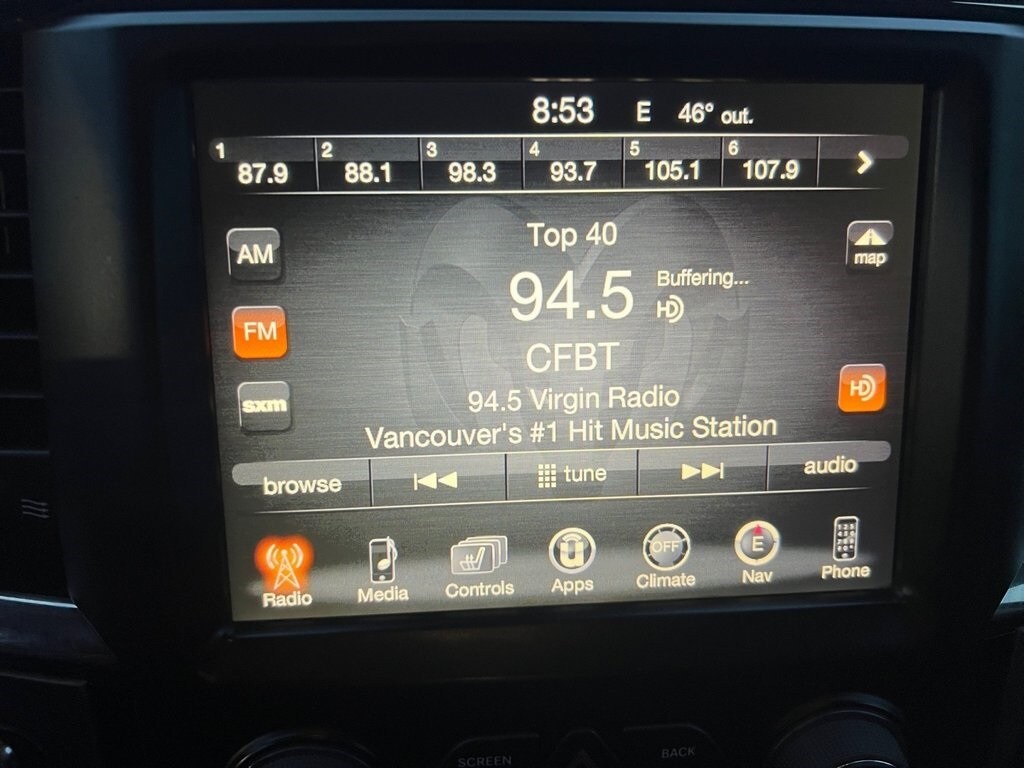 8:53 E 46° out.
1 2 3 4 5 6
87.9 88.1 98.3 93.7 105.1 107.9
Top 40
AM
map
94.5 Buffering...
HD
FM
CFBT
HD
sxm
94.5 Virgin Radio
Vancouver's #1 Hit Music Station
browse tune audio
OFF E
Radio Media Controls Apps Climate Nav Phone
SCREEN BACK